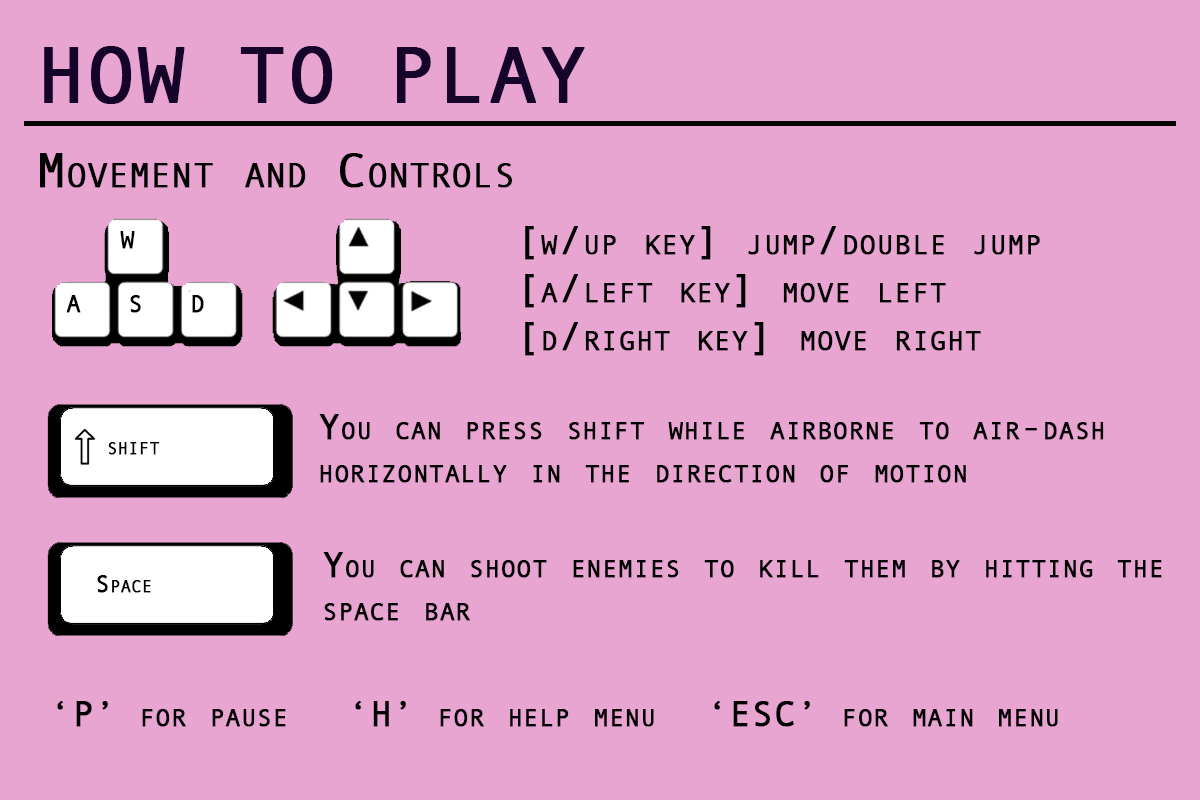 HOW TO PLAY
Movement and Controls
W
A S D
[w/up key] jump/double jump
[a/left key] move left
[d/right key] move right
shift
You can press shift while airborne to air-dash
horizontally in the direction of motion
Space
You can shoot enemies to kill them by hitting the
space bar
‘P’ for pause ‘H’ for help menu ‘ESC’ for main menu